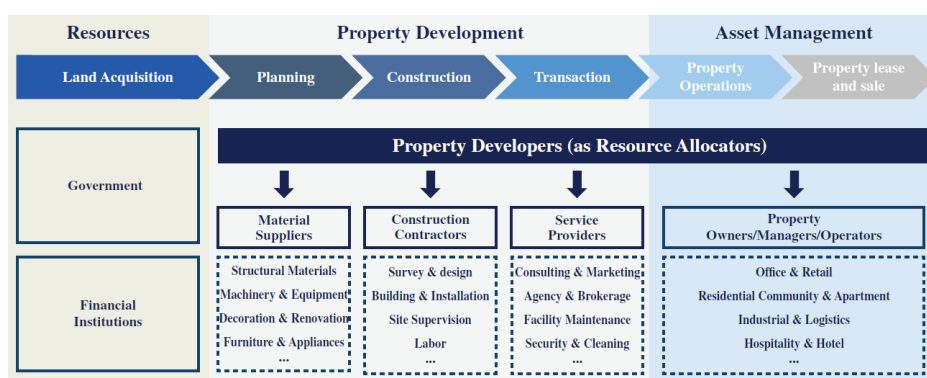 Resources
Property Development
Asset Management
Land Acquisition
Planning
Construction
Transaction
Property
Operations
Property lease
and sale
Government
Financial
Institutions
Property Developers (as Resource Allocators)
Material
Suppliers
Structural Materials
Machinery & Equipment
Decoration & Renovation
Furniture & Appliances
...
Construction
Contractors
Survey & design
Building & Installation
Site Supervision
Labor
...
Service
Providers
Consulting & Marketing
Agency & Brokerage
Facility Maintenance
Security & Cleaning
...
Property
Owners/Managers/Operators
Office & Retail
Residential Community & Apartment
Industrial & Logistics
Hospitality & Hotel
...